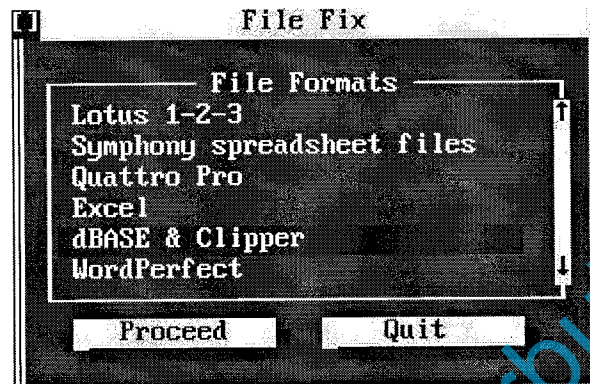 File Fix
File Formats
Lotus 1-2-3
Symphony spreadsheet files
Quattro Pro
Excel
dBASE & Clipper
WordPerfect
Proceed Quit